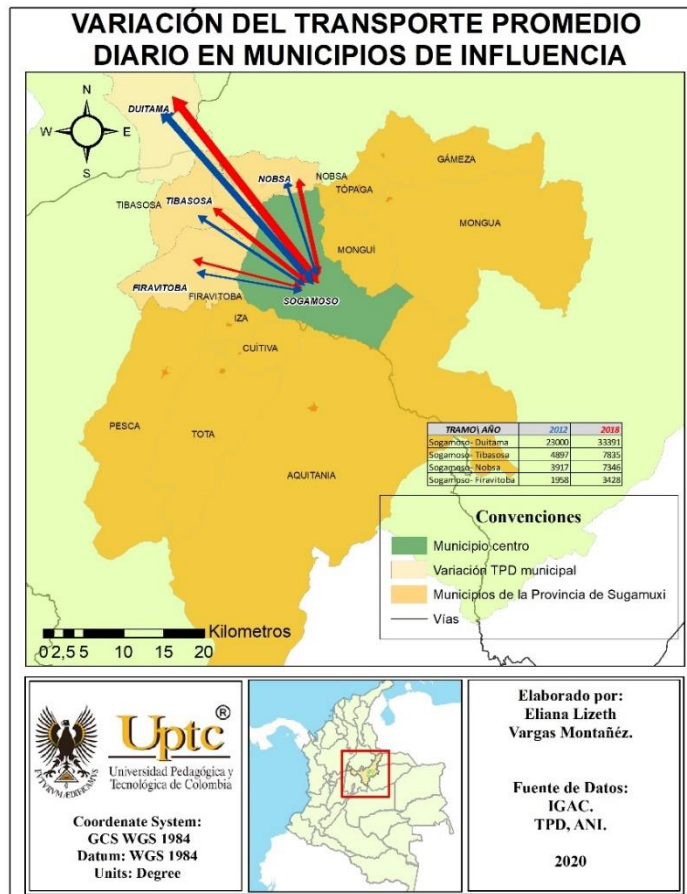 VARIACIÓN DEL TRANSPORTE PROMEDIO
DIARIO EN MUNICIPIOS DE INFLUENCIA
N
W E
S
DUITAMA
NOBSA
NOBSA
TÓPAGA
GÁMEZA
TIBASOSA
TIBASOSA
MONGUA
MONGUÍ
FIRAVITOBA
FIRAVITOBA
SOGAMOSO
IZA
CUÍTIVA
PESCA
TOTA
AQUITANIA
TRAMO\ AÑO 2012 2018
Sogamoso- Duitama 23000 33391
Sogamoso- Tibasosa 4897 7835
Sogamoso- Nobsa 3917 7346
Sogamoso- Firavitoba 1958 3428
Convenciones
Municipio centro
Variación TPD municipal
Municipios de la Provincia de Sugamuxi
Vías
Kilometros
0 2,5 5 10 15 20
Uptc®
Universidad Pedagógica y
Tecnológica de Colombia
Coordenate System:
GCS WGS 1984
Datum: WGS 1984
Units: Degree
Elaborado por:
Eliana Lizeth
Vargas Montañéz.
Fuente de Datos:
IGAC.
TPD, ANI.
2020